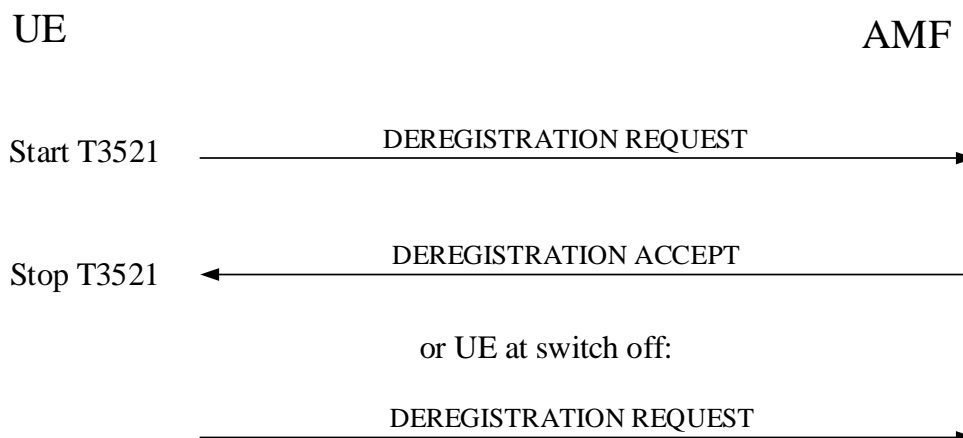 UE
AMF
Start T3521
DEREGISTRATION REQUEST
Stop T3521
DEREGISTRATION ACCEPT
or UE at switch off:
DEREGISTRATION REQUEST